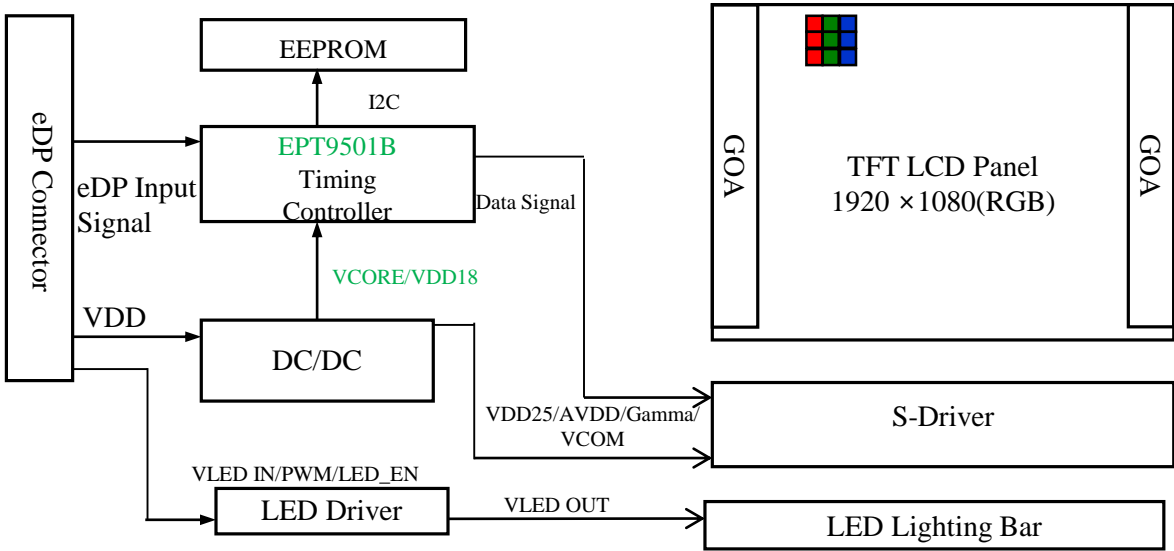 EEPROM
I2C
eDP Connector
eDP Input
Signal
EPT9501B
Timing
Controller
Data Signal
VCORE/VDD18
VDD
DC/DC
VDD25/AVDD/Gamma/
VCOM
VLED IN/PWM/LED_EN
LED Driver
VLED OUT
GOA
TFT LCD Panel
1920 ×1080(RGB)
GOA
S-Driver
LED Lighting Bar